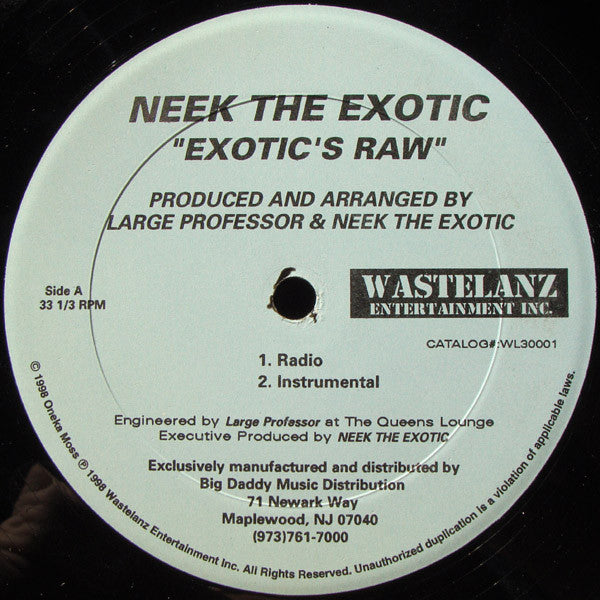 NEEK THE EXOTIC
"EXOTIC'S RAW"
PRODUCED AND ARRANGED BY
LARGE PROFESSOR & NEEK THE EXOTIC
Side A
33 1/3 RPM
WASTELANZ
ENTERTAINMENT INC.
CATALOG#:WL30001
1. Radio
2. Instrumental
Engineered by Large Profassor at The Queens Lounge
Executive Produced by NEEK THE EXOTIC
Exclusively manufactured and distributed by
Big Daddy Music Distribution
71 Newark Way
Maplewood, NJ 07040
(973)761-7000
© 1998 Oneka Moss ℗ 1998 Wastelanz Entertainment Inc. All Rights Reserved. Unauthorized duplication is a violation of applicable laws.